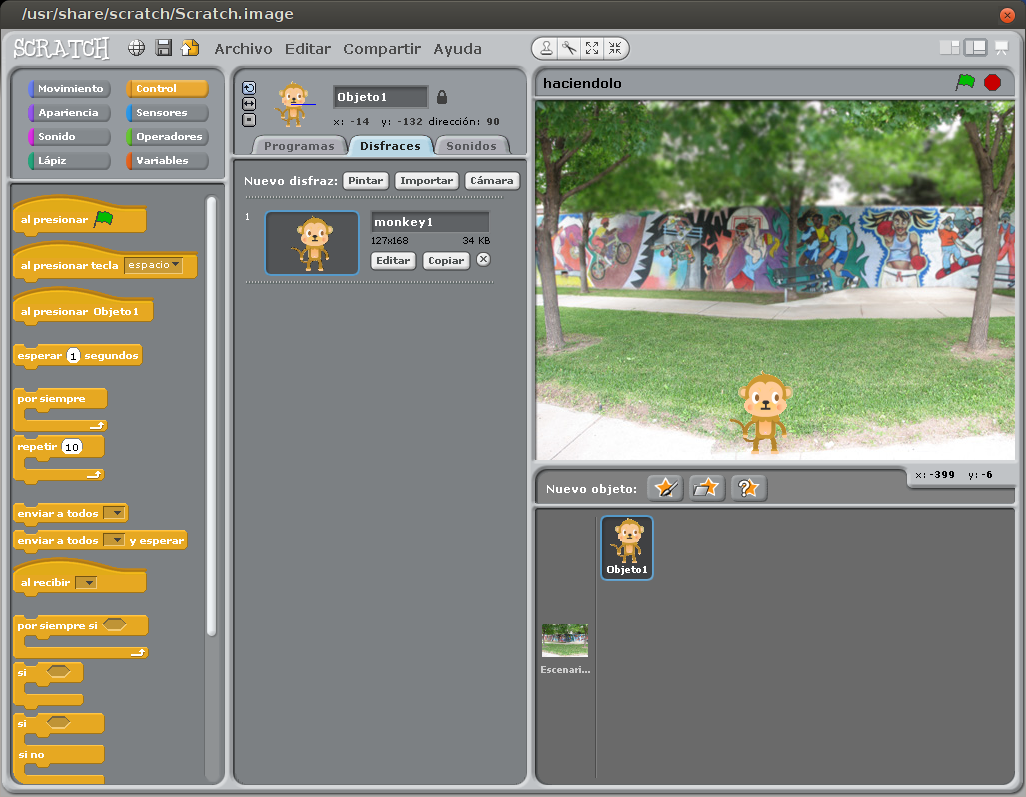 /usr/share/scratch/Scratch.image
SCRATCH
Archivo Editar Compartir Ayuda
Movimiento
Control
Apariencia
Sensores
Sonido
Operadores
Lápiz
Variables
al presionar
al presionar tecla espacio
al presionar Objeto1
esperar 1 segundos
por siempre
repetir 10
enviar a todos
enviar a todos y esperar
al recibir
por siempre si
si
si
si no
Objeto1
x: -14 y: -132 dirección: 90
Programas Disfraces Sonidos
Nuevo disfraz: Pintar Importar Cámara
1
monkey1
127x168 34 KB
Editar Copiar
haciendolo
x: -399 y: -6
Nuevo objeto:
Objeto1
Escenari...